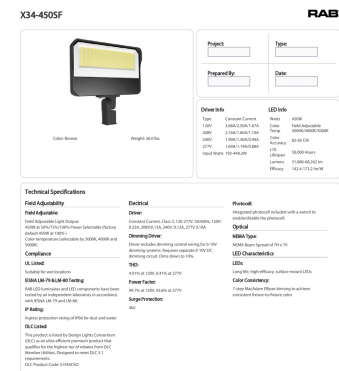 X34-450SF
RAB
Project:
Type:
Prepared By:
Date:
Driver Info
LED Info
Type Constant Current
120V 3.68A/2.50A/1.67A
208V 2.16A/1.60A/1.10A
240V 1.90A/1.40A/0.94A
277V 1.64A/1.19A/0.88A
Input Watts 193-449.2W
Watts 450W
Color Temp Field Adjustable 3000K/4000K/5000K
Color Accuracy 82-85 CRI
L70 Lifespan 50,000 Hours
Lumens 31,886-68,262 lm
Efficacy 142.6-173.2 lm/W
Color: Bronze
Weight: 26.0 lbs
Technical Specifications
Field Adjustability
Field Adjustable:
Field Adjustable Light Output:
450W at 50%/75%/100% Power Selectable (factory
default 450W at 100%)
Color temperature (selectable by 3000K, 4000K and
5000K)
Compliance
UL Listed:
Suitable for wet locations
IESNA LM-79 & LM-80 Testing:
RAB LED luminaires and LED components have been
tested by an independent laboratory in accordance
with IESNA LM-79 and LM-80.
IP Rating:
Ingress protection rating of IP66 for dust and water
DLC Listed:
This product is listed by Design Lights Consortium
(DLC) as an ultra-efficient premium product that
qualifies for the highest tier of rebates from DLC
Member Utilities. Designed to meet DLC 5.1
requirements.
DLC Product Code:
Electrical
Driver:
Constant Current, Class 2, 120-277V, 50/60Hz, 120V:
0.23A, 208V:0.13A, 240V: 0.12A, 277V: 0.10A
Dimming Driver:
Driver includes dimming control wiring for 0-10V
dimming systems. Requires separate 0-10V DC
dimming circuit. Dims down to 10%.
THD:
4.01% at 120V, 8.41% at 277V
Power Factor:
99.7% at 120V, 93.6% at 277V
Surge Protection:
4kV
Photocell:
Integrated photocell included with a switch to
enable/disable the photocell.
Optical
NEMA Type:
NEMA Beam Spread of 7H x 7V
LED Characteristics
LEDs:
Long-life, high-efficacy, surface-mount LEDs
Color Consistency:
7-step MacAdam Ellipse binning to achieve
consistent fixture-to-fixture color